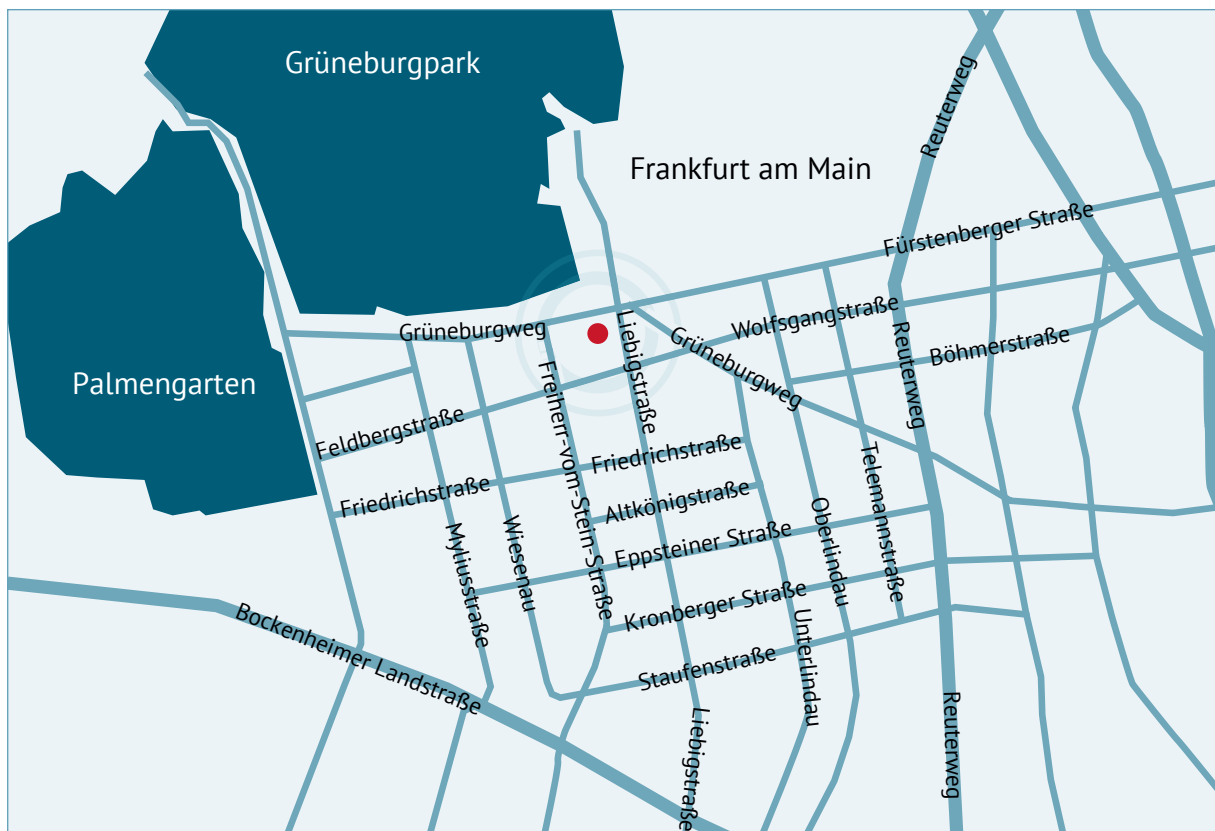 Grüneburgpark
Reuterweg
Frankfurt am Main
Fürstenberger Straße
Grüneburgweg
Liebigstraße
Wolfsgangstraße
Grüneburgweg
Reuterweg
Böhmerstraße
Palmengarten
Feldbergstraße
Freiherr-vom-Stein-Straße
Friedrichstraße
Friedrichstraße
Altkönigstraße
Telemannstraße
Myliusstraße
Wiesenau
Eppsteiner Straße
Oberlindau
Kronberger Straße
Bockenheimer Landstraße
Unterlindau
Staufenstraße
Liebigstraße
Reuterweg